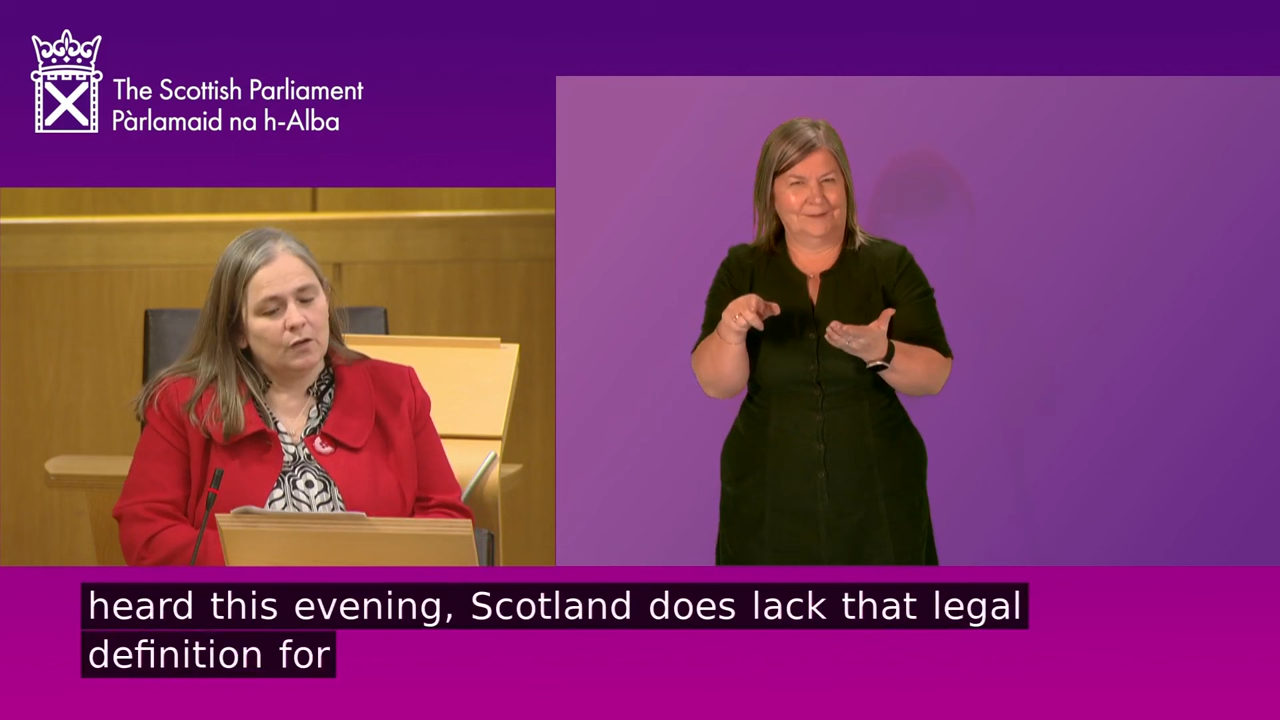 The Scottish Parliament
Pàrlamaid na h-Alba
heard this evening, Scotland does lack that legal
definition for